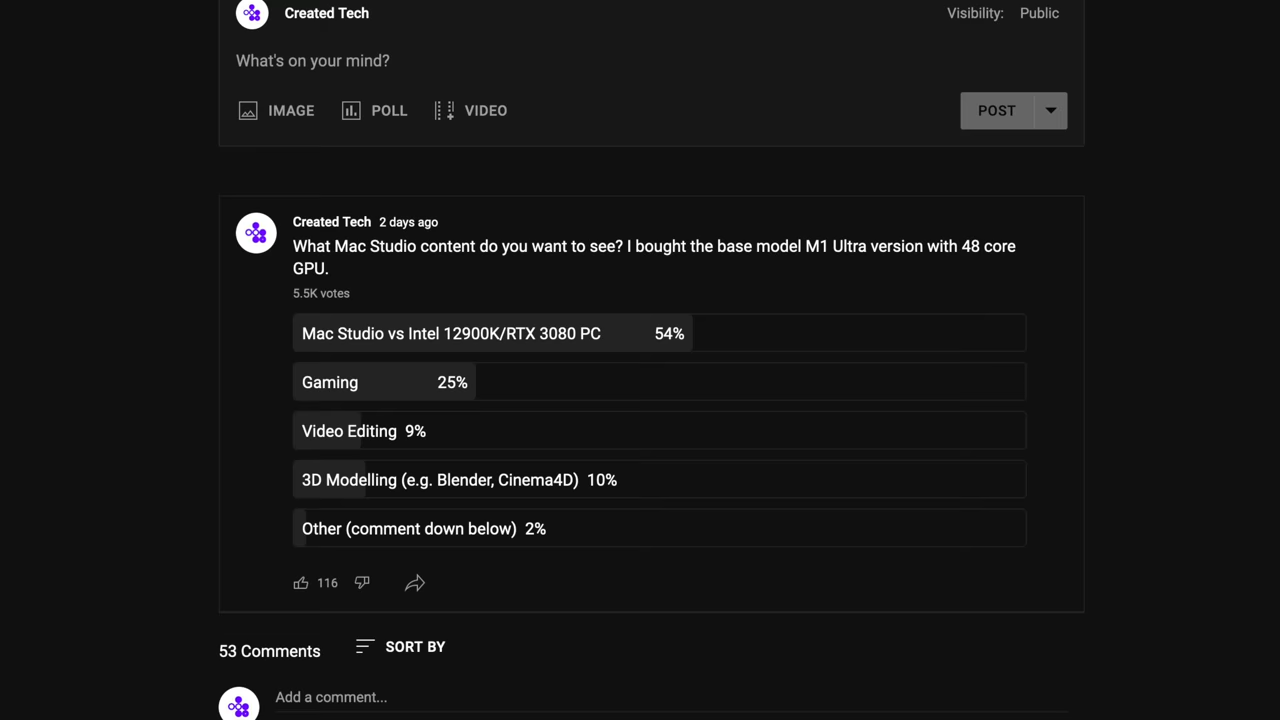 Created Tech
Visibility: Public
What's on your mind?
IMAGE
POLL
VIDEO
POST
Created Tech 2 days ago
What Mac Studio content do you want to see? I bought the base model M1 Ultra version with 48 core
GPU.
5.5K votes
Mac Studio vs Intel 12900K/RTX 3080 PC 54%
Gaming 25%
Video Editing 9%
3D Modelling (e.g. Blender, Cinema4D) 10%
Other (comment down below) 2%
116
53 Comments
SORT BY
Add a comment...